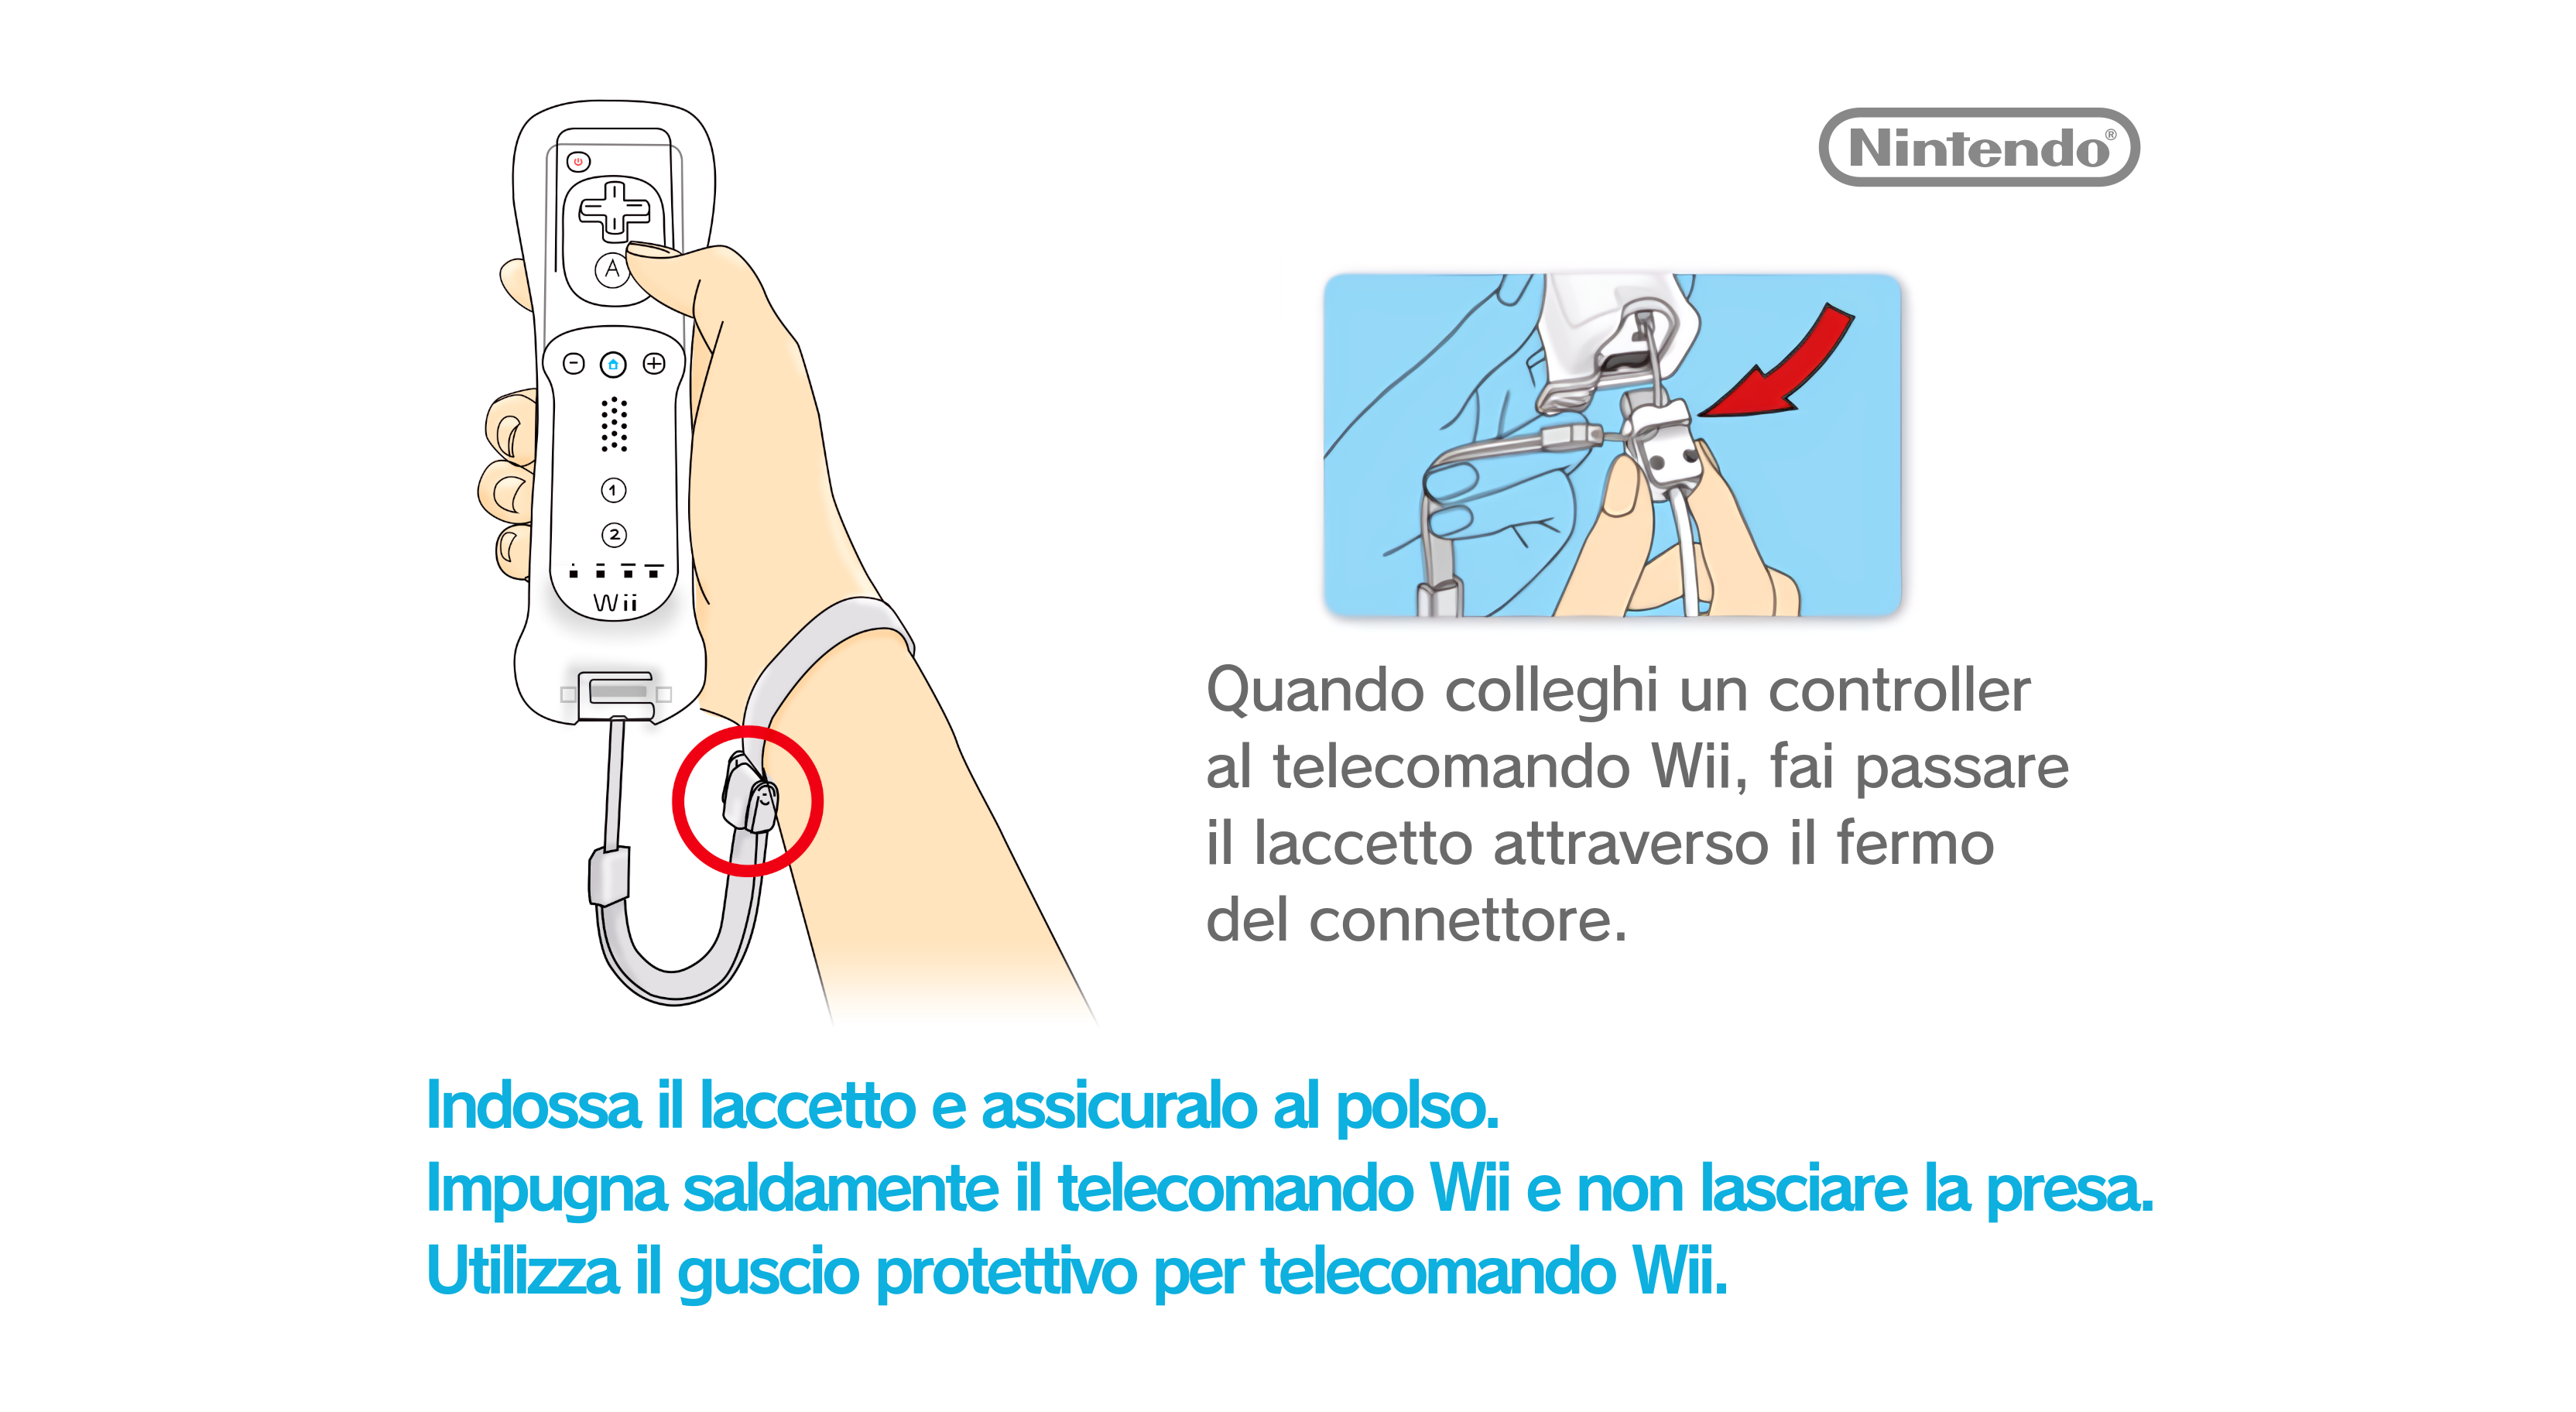 Nintendo®
A
1
2
Wii
Quando colleghi un controller
al telecomando Wii, fai passare
il laccetto attraverso il fermo
del connettore.
Indossa il laccetto e assicuralo al polso.
Impugna saldamente il telecomando Wii e non lasciare la presa.
Utilizza il guscio protettivo per telecomando Wii.